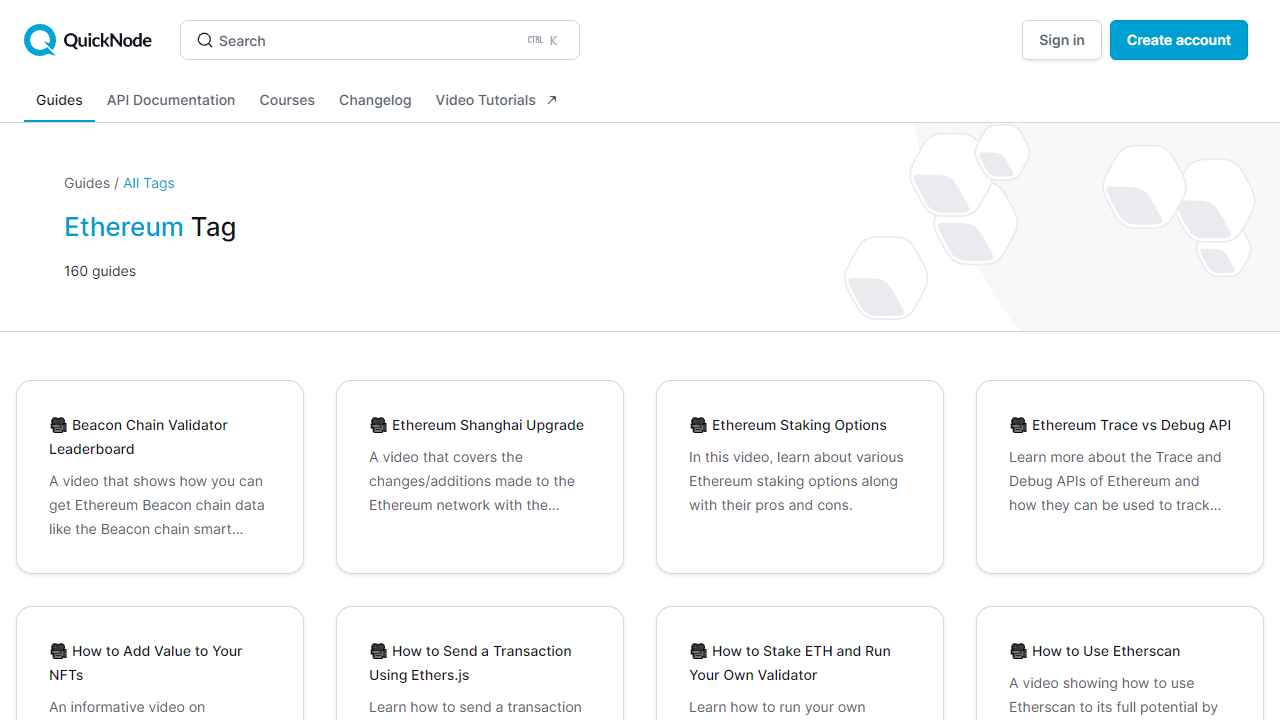 QuickNode
Search
CTRL K
Sign in
Create account
Guides
API Documentation
Courses
Changelog
Video Tutorials
Guides / All Tags
Ethereum Tag
160 guides
Beacon Chain Validator
Leaderboard
A video that shows how you can
get Ethereum Beacon chain data
like the Beacon chain smart...
Ethereum Shanghai Upgrade
A video that covers the
changes/additions made to the
Ethereum network with the...
Ethereum Staking Options
In this video, learn about various
Ethereum staking options along
with their pros and cons.
Ethereum Trace vs Debug API
Learn more about the Trace and
Debug APIs of Ethereum and
how they can be used to track...
How to Add Value to Your
NFTs
An informative video on
How to Send a Transaction
Using Ethers.js
Learn how to send a transaction
How to Stake ETH and Run
Your Own Validator
Learn how to run your own
How to Use Etherscan
A video showing how to use
Etherscan to its full potential by